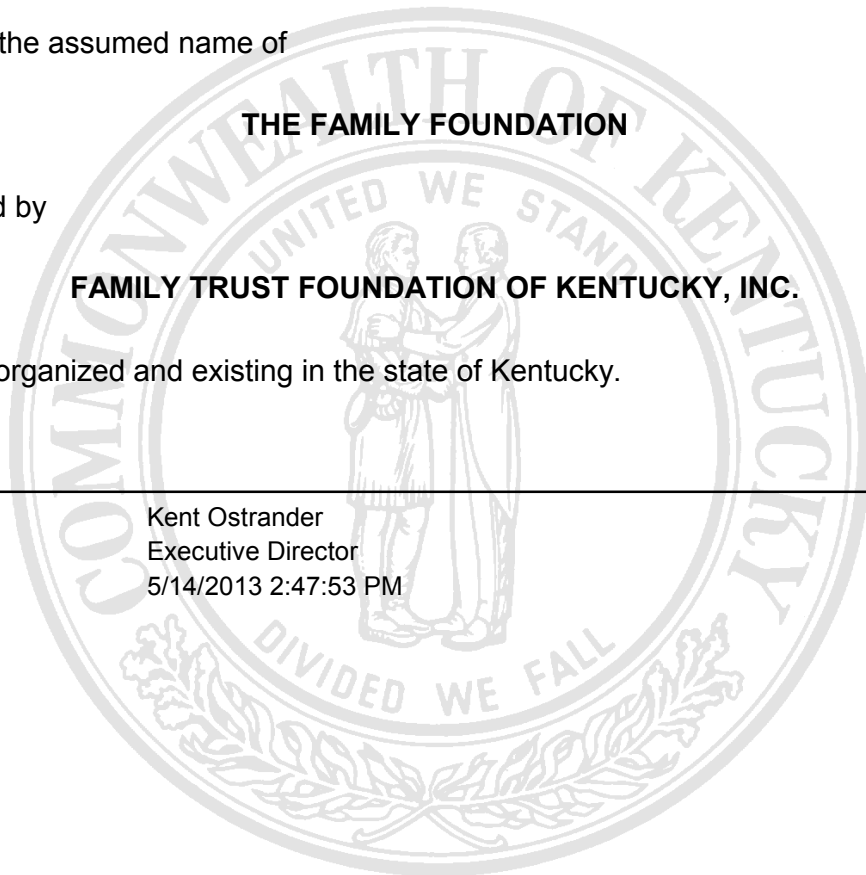 the assumed name of
THE FAMILY FOUNDATION
d by
FAMILY TRUST FOUNDATION OF KENTUCKY, INC.
organized and existing in the state of Kentucky.
Kent Ostrander
Executive Director
5/14/2013 2:47:53 PM
COMMONWEALTH OF KENTUCKY
UNITED WE STAND
DIVIDED WE FALL